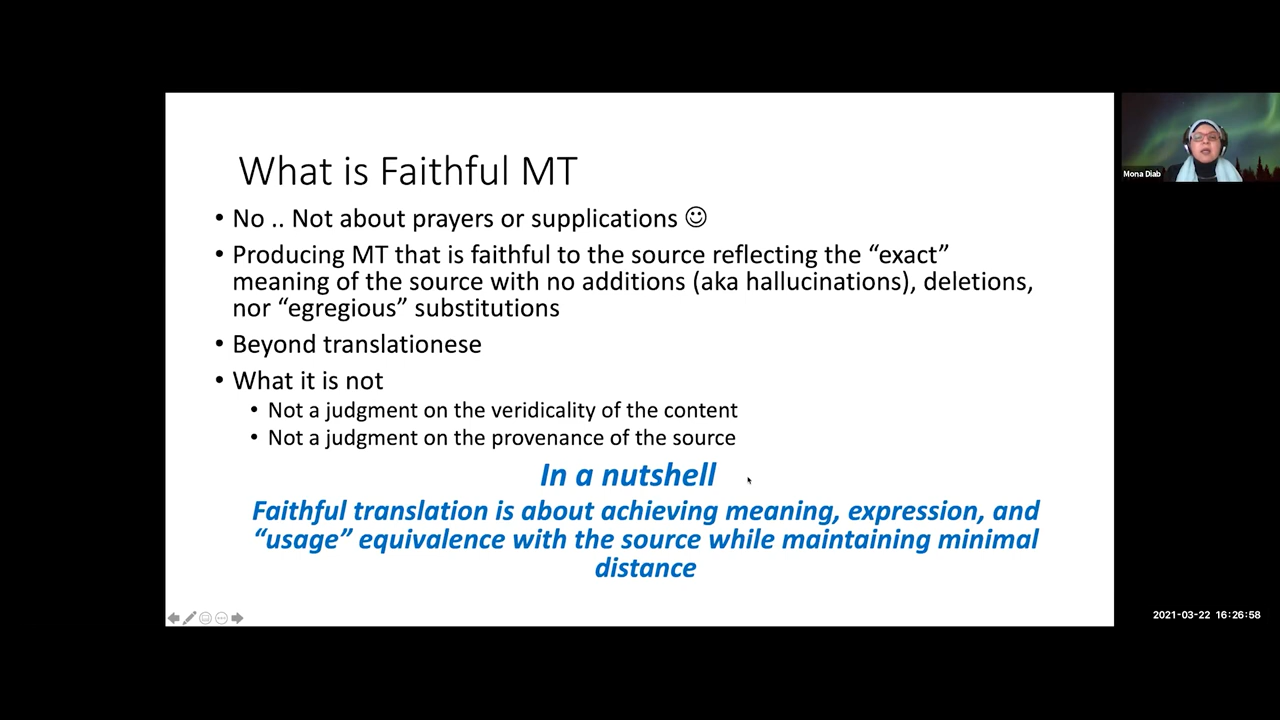 What is Faithful MT
• No .. Not about prayers or supplications ☺
• Producing MT that is faithful to the source reflecting the “exact”
meaning of the source with no additions (aka hallucinations), deletions,
nor “egregious” substitutions
• Beyond translationese
• What it is not
• Not a judgment on the veridicality of the content
• Not a judgment on the provenance of the source
In a nutshell
Faithful translation is about achieving meaning, expression, and
“usage” equivalence with the source while maintaining minimal
distance
Mona Diab
2021-03-22 16:26:58